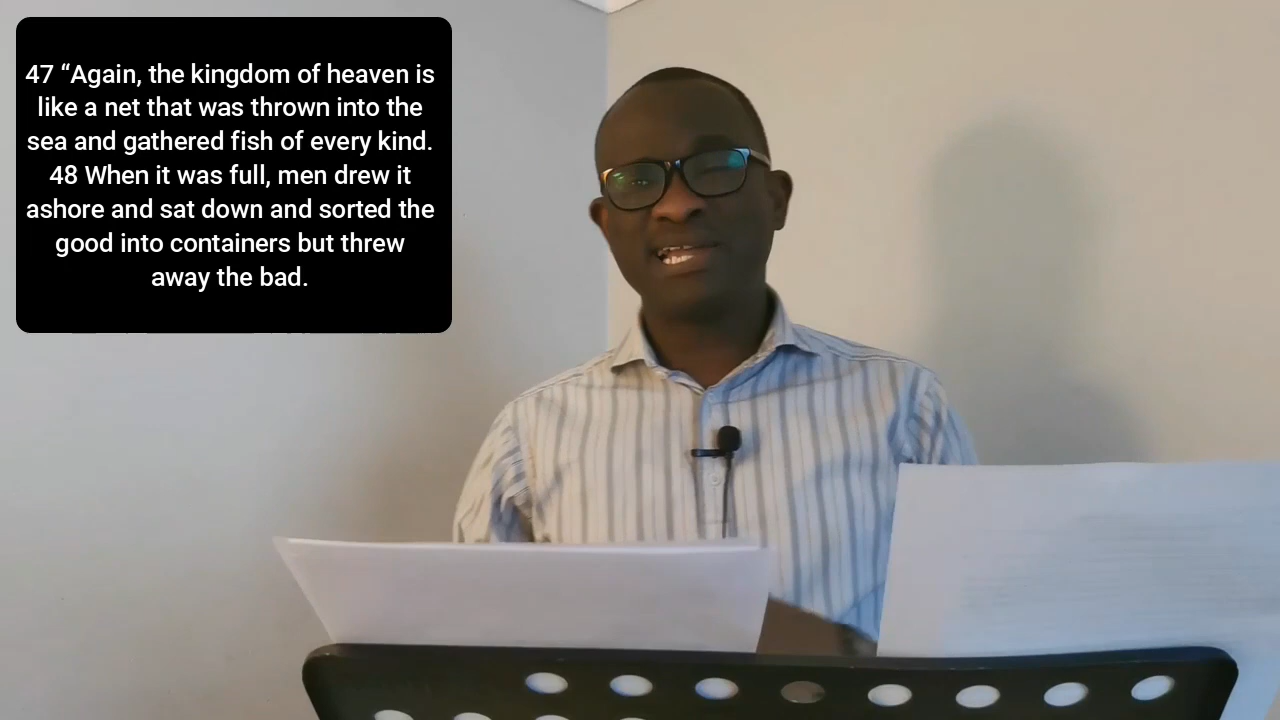 47 “Again, the kingdom of heaven is
like a net that was thrown into the
sea and gathered fish of every kind.
48 When it was full, men drew it
ashore and sat down and sorted the
good into containers but threw
away the bad.